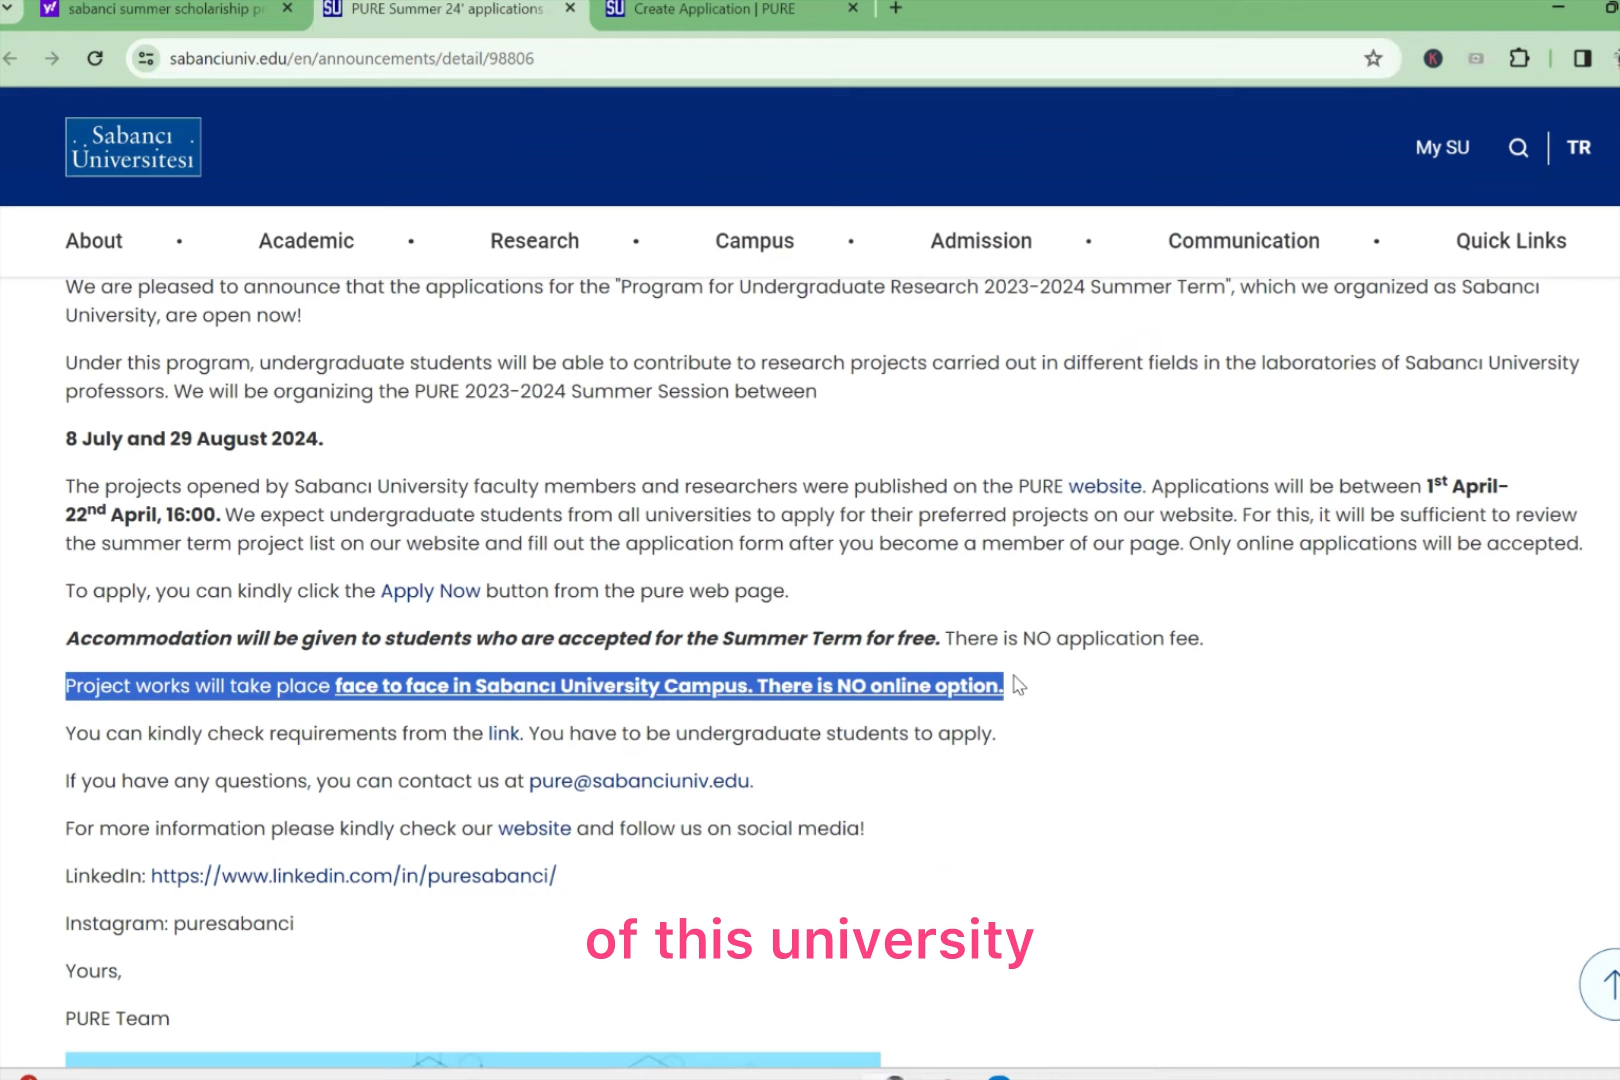 sabanci summer scholariship pr
PURE Summer 24' applications
Create Application | PURE
sabanciuniv.edu/en/announcements/detail/98806
Sabancı
Üniversitesi
My SU
TR
About • Academic • Research • Campus • Admission • Communication • Quick Links
We are pleased to announce that the applications for the "Program for Undergraduate Research 2023-2024 Summer Term", which we organized as Sabancı
University, are open now!
Under this program, undergraduate students will be able to contribute to research projects carried out in different fields in the laboratories of Sabancı University
professors. We will be organizing the PURE 2023-2024 Summer Session between
8 July and 29 August 2024.
The projects opened by Sabancı University faculty members and researchers were published on the PURE website. Applications will be between 1st April-
22nd April, 16:00. We expect undergraduate students from all universities to apply for their preferred projects on our website. For this, it will be sufficient to review
the summer term project list on our website and fill out the application form after you become a member of our page. Only online applications will be accepted.
To apply, you can kindly click the Apply Now button from the pure web page.
Accommodation will be given to students who are accepted for the Summer Term for free. There is NO application fee.
Project works will take place face to face in Sabancı University Campus. There is NO online option.
You can kindly check requirements from the link. You have to be undergraduate students to apply.
If you have any questions, you can contact us at pure@sabanciuniv.edu.
For more information please kindly check our website and follow us on social media!
LinkedIn: https://www.linkedin.com/in/puresabanci/
Instagram: puresabanci
of this university
Yours,
PURE Team